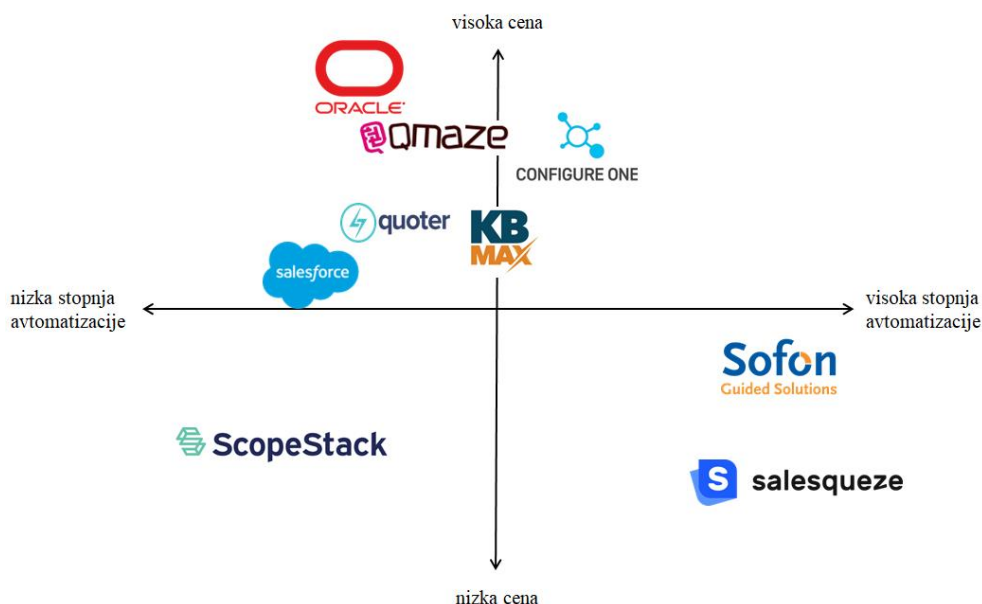 visoka cena
ORACLE
Qmaze
CONFIGURE ONE
quoter
KB
MAX
salesforce
nizka stopnja
avtomatizacije
visoka stopnja
avtomatizacije
Sofon
Guided Solutions
ScopeStack
S salesqueze
nizka cena